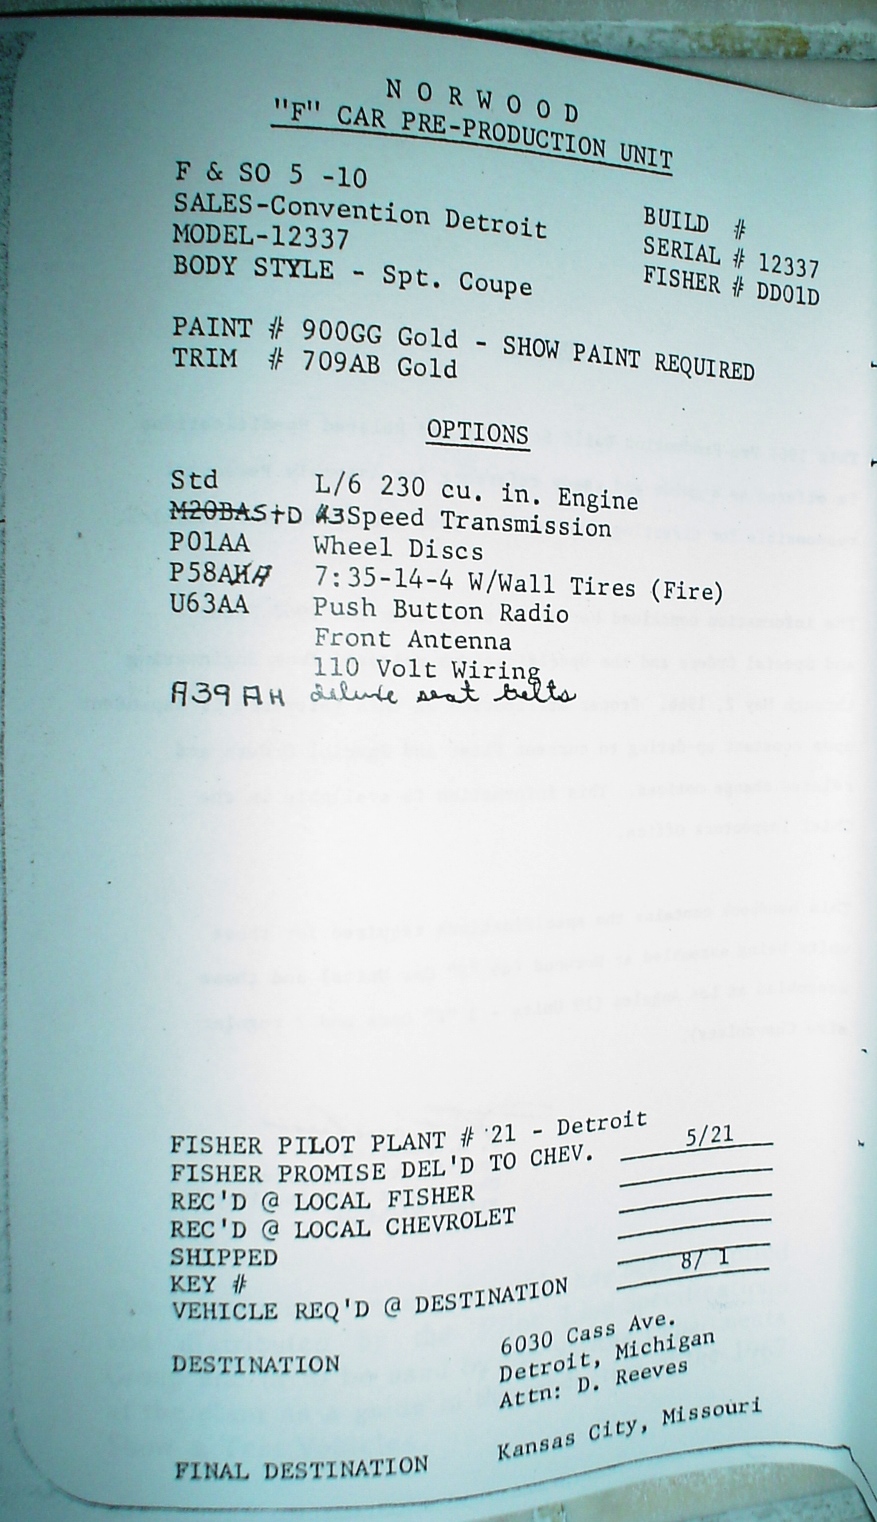 N O R W O O D
"F" CAR PRE-PRODUCTION UNIT
F & SO 5 -10
SALES-Convention Detroit
MODEL-12337
BODY STYLE - Spt. Coupe
BUILD #
SERIAL # 12337
FISHER # DD01D
PAINT # 900GG Gold - SHOW PAINT REQUIRED
TRIM # 709AB Gold
OPTIONS
Std L/6 230 cu. in. Engine
M20BA StD 3 Speed Transmission
P01AA Wheel Discs
P58AA 7:35-14-4 W/Wall Tires (Fire)
U63AA Push Button Radio
Front Antenna
110 Volt Wiring
A39AH deluxe seat belts
FISHER PILOT PLANT # 21 - Detroit
FISHER PROMISE DEL'D TO CHEV. 5/21
REC'D @ LOCAL FISHER
REC'D @ LOCAL CHEVROLET
SHIPPED
KEY #
VEHICLE REQ'D @ DESTINATION 8/ 1
DESTINATION 6030 Cass Ave.
Detroit, Michigan
Attn: D. Reeves
FINAL DESTINATION Kansas City, Missouri